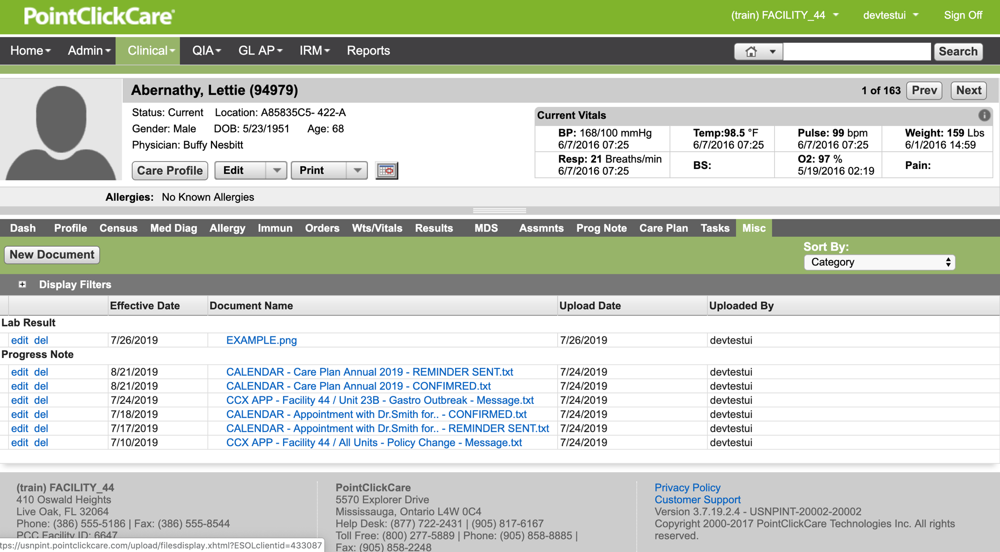 PointClickCare®
(train) FACILITY_44 devtestui Sign Off
Home Admin Clinical QIA GL AP IRM Reports Search
Abernathy, Lettie (94979) 1 of 163 Prev Next
Status: Current Location: A85835C5- 422-A
Gender: Male DOB: 5/23/1951 Age: 68
Physician: Buffy Nesbitt
Care Profile Edit Print
Current Vitals
BP: 168/100 mmHg Temp:98.5 °F Pulse: 99 bpm Weight: 159 Lbs
6/7/2016 07:25 6/7/2016 07:25 6/7/2016 07:25 6/1/2016 14:59
Resp: 21 Breaths/min BS: O2: 97 % Pain:
6/7/2016 07:25 5/19/2016 02:19
Allergies: No Known Allergies
Dash Profile Census Med Diag Allergy Immun Orders Wts/Vitals Results MDS Assmnts Prog Note Care Plan Tasks Misc
New Document
Sort By:
Category
Display Filters
Effective Date Document Name Upload Date Uploaded By
Lab Result
edit del 7/26/2019 EXAMPLE.png 7/26/2019 devtestui
Progress Note
edit del 8/21/2019 CALENDAR - Care Plan Annual 2019 - REMINDER SENT.txt 7/24/2019 devtestui
edit del 8/21/2019 CALENDAR - Care Plan Annual 2019 - CONFIMRED.txt 7/24/2019 devtestui
edit del 7/24/2019 CCX APP - Facility 44 / Unit 23B - Gastro Outbreak - Message.txt 7/24/2019 devtestui
edit del 7/18/2019 CALENDAR - Appointment with Dr.Smith for.. - CONFIRMED.txt 7/24/2019 devtestui
edit del 7/17/2019 CALENDAR - Appointment with Dr.Smith for.. - REMINDER SENT.txt 7/24/2019 devtestui
edit del 7/10/2019 CCX APP - Facility 44 / All Units - Policy Change - Message.txt 7/24/2019 devtestui
(train) FACILITY_44
410 Oswald Heights
Live Oak, FL 32064
Phone: (386) 555-5186 | Fax: (386) 555-8544
PCC Facility ID: 6647
tps://usnpint.pointclickcare.com/upload/filesdisplay.xhtml?ESOLclientid=433087
PointClickCare
5570 Explorer Drive
Mississauga, Ontario L4W 0C4
Help Desk: (877) 722-2431 | (905) 817-6167
Toll Free: (800) 277-5889 | Phone: (905) 858-8885 |
Fax: (905) 858-2248
Privacy Policy
Customer Support
Version 3.7.19.2.4 - USNPINT-20002-20002
Copyright 2000-2017 PointClickCare Technologies Inc. All rights
reserved.